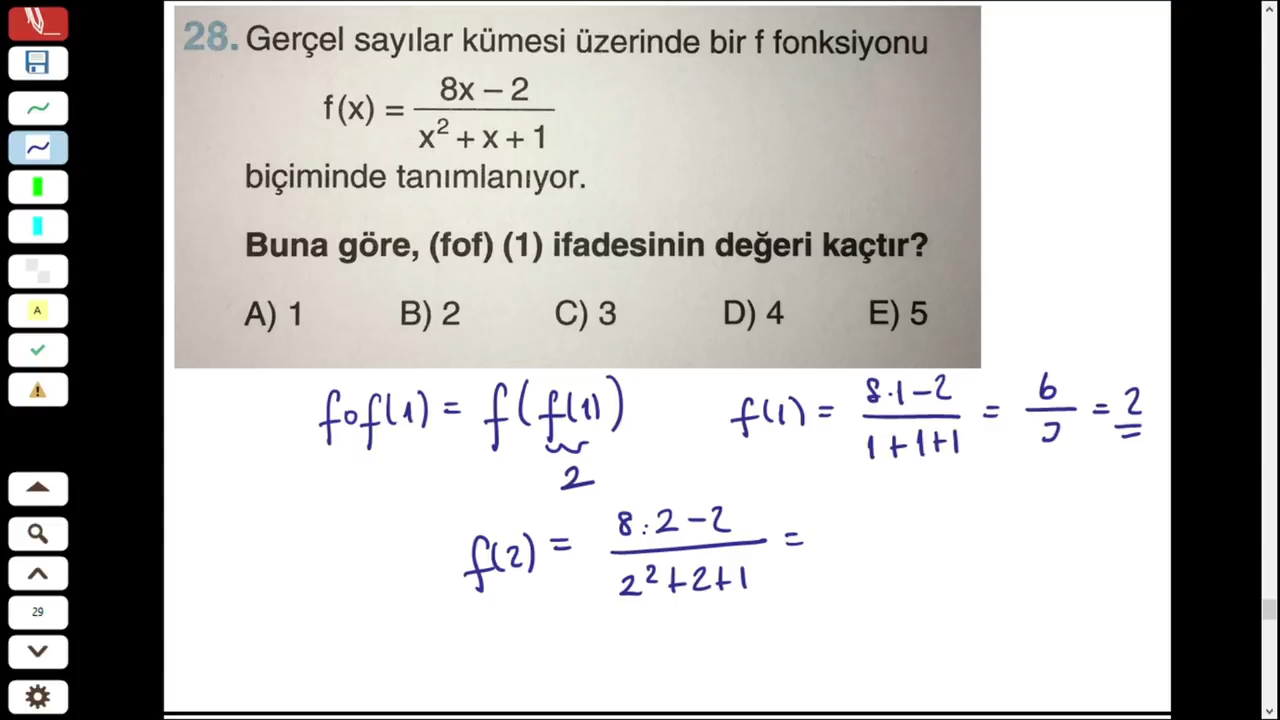 28. Gerçel sayılar kümesi üzerinde bir f fonksiyonu
f(x) = 8x – 2 / x² + x + 1
biçiminde tanımlanıyor.
Buna göre, (fof) (1) ifadesinin değeri kaçtır?
A) 1 B) 2 C) 3 D) 4 E) 5
fof(1) = f(f(1)) f(1) = 8·1–2 / 1+1+1 = 6 / 3 = 2
2
f(2) = 8·2–2 / 2²+2+1 =
A
29